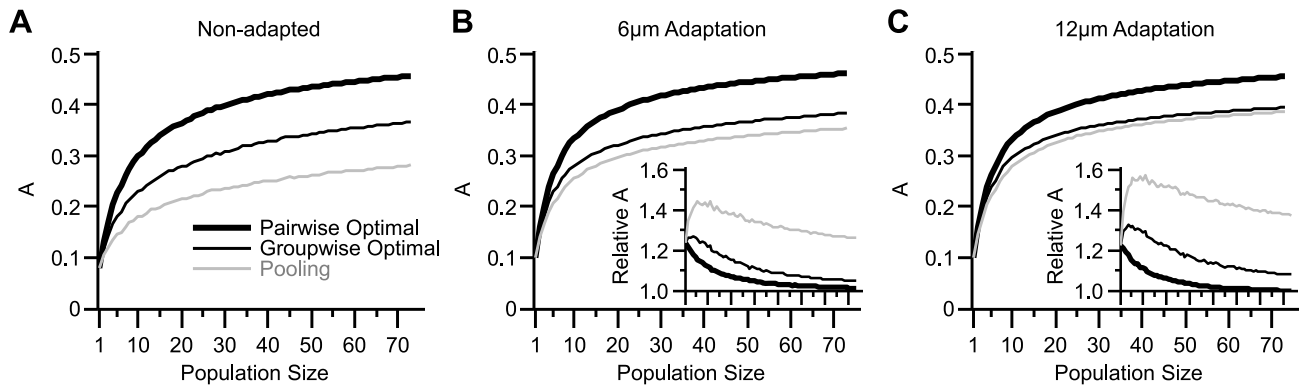 A
Non-adapted
0.5
0.4
0.3
0.2
0.1
0
A
Pairwise Optimal
Groupwise Optimal
Pooling
1 10 20 30 40 50 60 70
Population Size
B
6µm Adaptation
0.5
0.4
0.3
0.2
0.1
0
A
1.6
1.4
1.2
1.0
Relative A
1 10 20 30 40 50 60 70
Population Size
C
12µm Adaptation
0.5
0.4
0.3
0.2
0.1
0
A
1.6
1.4
1.2
1.0
Relative A
1 10 20 30 40 50 60 70
Population Size